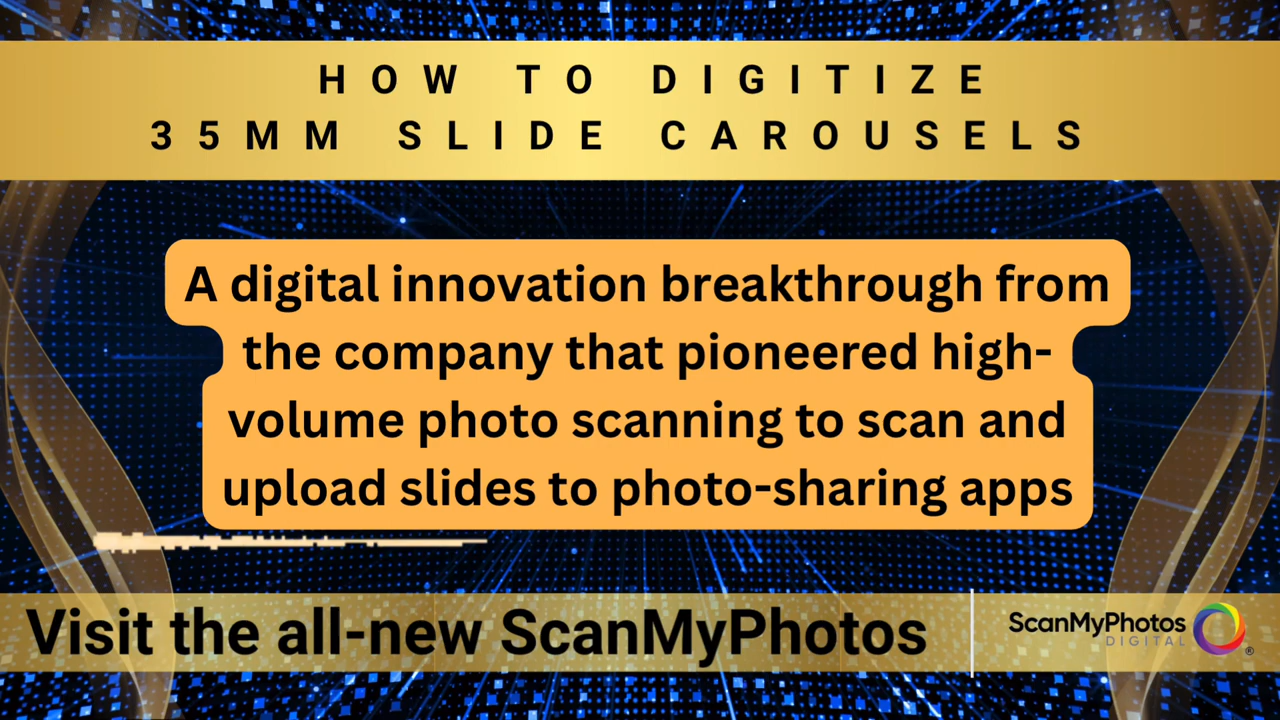 HOW TO DIGITIZE
35MM SLIDE CAROUSELS
A digital innovation breakthrough from
the company that pioneered high-
volume photo scanning to scan and
upload slides to photo-sharing apps
Visit the all-new ScanMyPhotos
ScanMyPhotos
DIGITAL
®